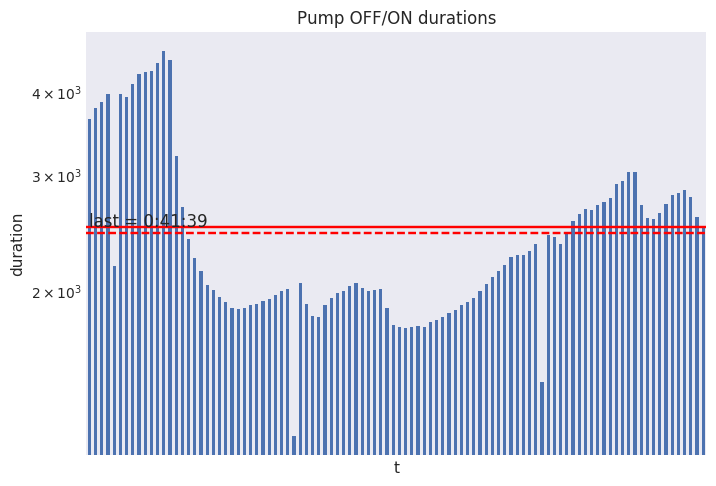 Pump OFF/ON durations
4 × 10³
3 × 10³
last = 0:41:39
duration
2 × 10³
t